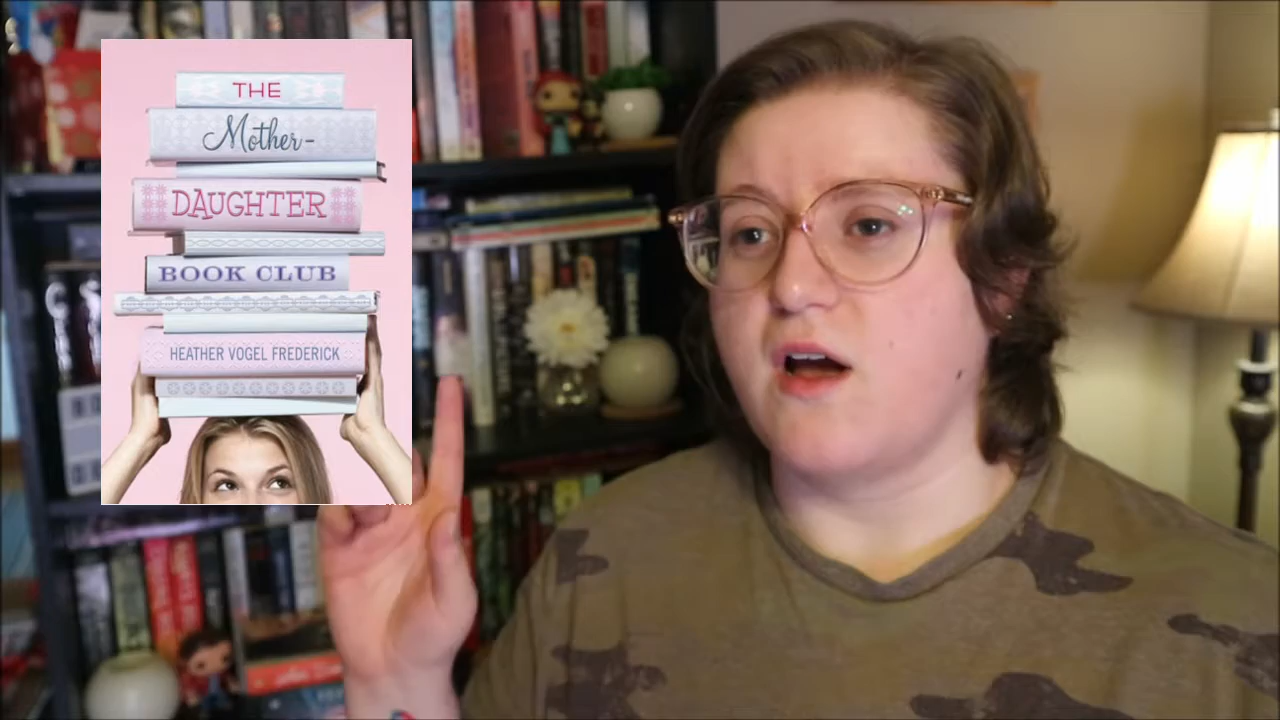 THE
Mother-
DAUGHTER
BOOK CLUB
HEATHER VOGEL FREDERICK